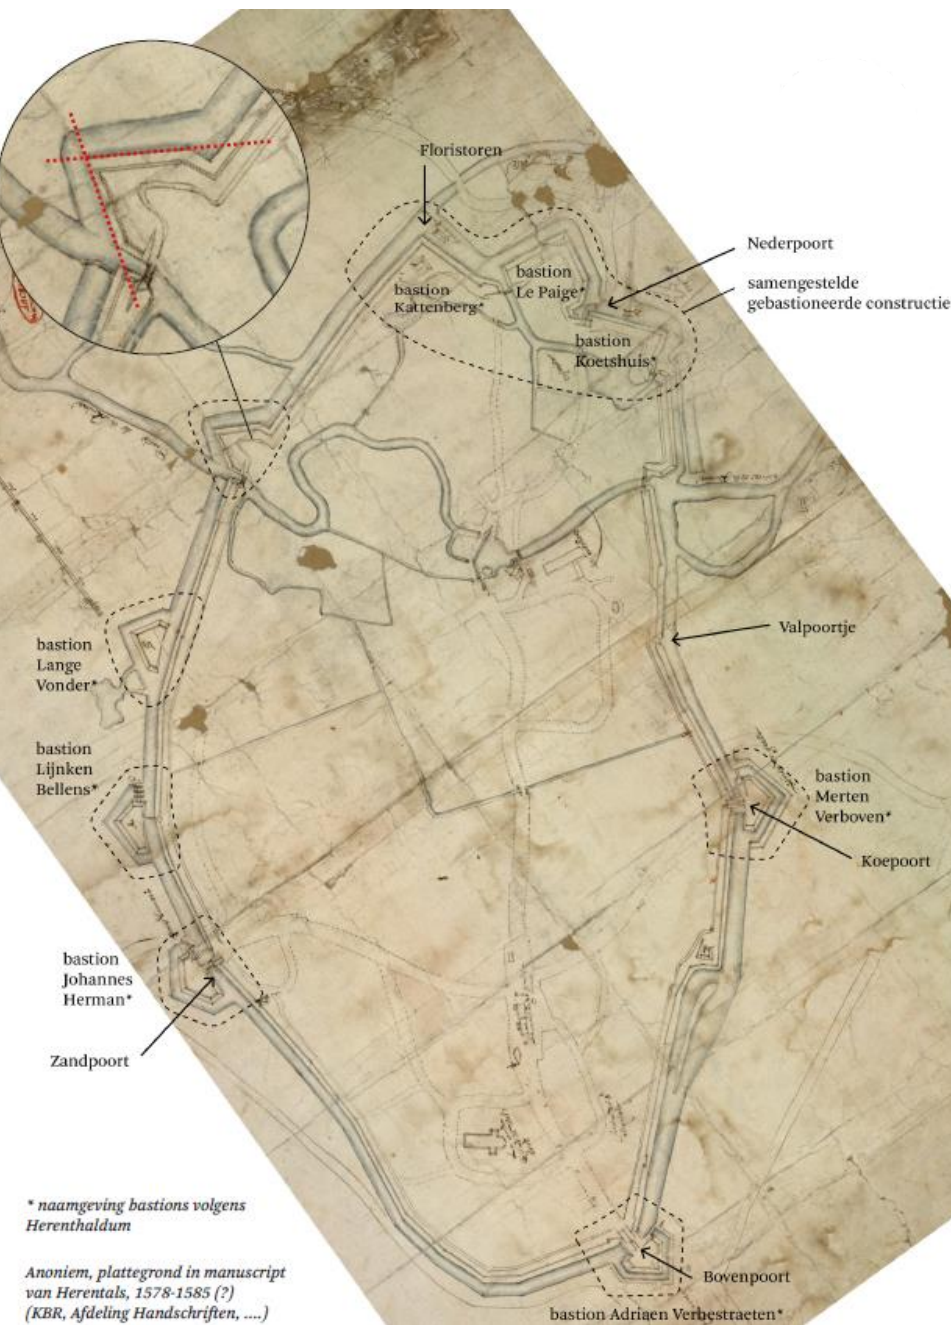 Floristoren
Nederpoort
samengestelde
gebastioneerde constructie
bastion
Kattenberg*
bastion
Le Paige*
bastion
Koetshuis*
Valpoortje
bastion
Lange
Vonder*
bastion
Lijnken
Bellens*
bastion
Merten
Verboven*
Koepoort
bastion
Johannes
Herman*
Zandpoort
Bovenpoort
bastion Adriaen Verbestraeten*
* naamgeving bastions volgens
Herenthaldum
Anoniem, plattegrond in manuscript
van Herentals, 1578-1585 (?)
(KBR, Afdeling Handschriften, ....)